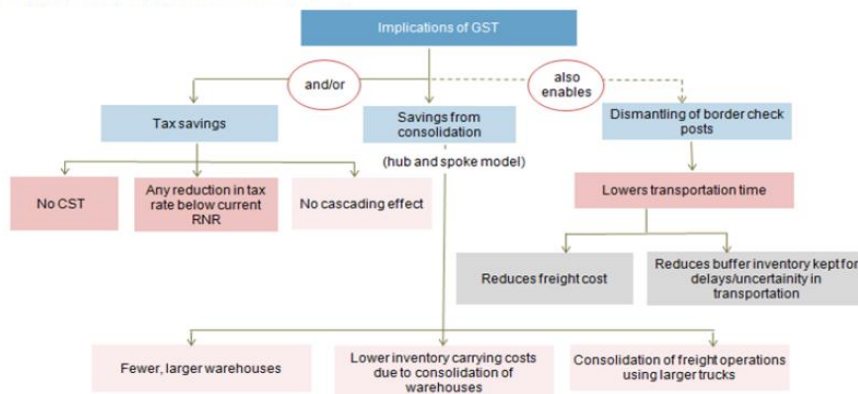 Implications of GST
and/or
also
enables
Tax savings
Savings from
consolidation
(hub and spoke model)
Dismantling of border check
posts
No CST
Any reduction in tax
rate below current
RNR
No cascading effect
Lowers transportation time
Reduces freight cost
Reduces buffer inventory kept for
delays/uncertainity in
transportation
Fewer, larger warehouses
Lower inventory carrying costs
due to consolidation of
warehouses
Consolidation of freight operations
using larger trucks